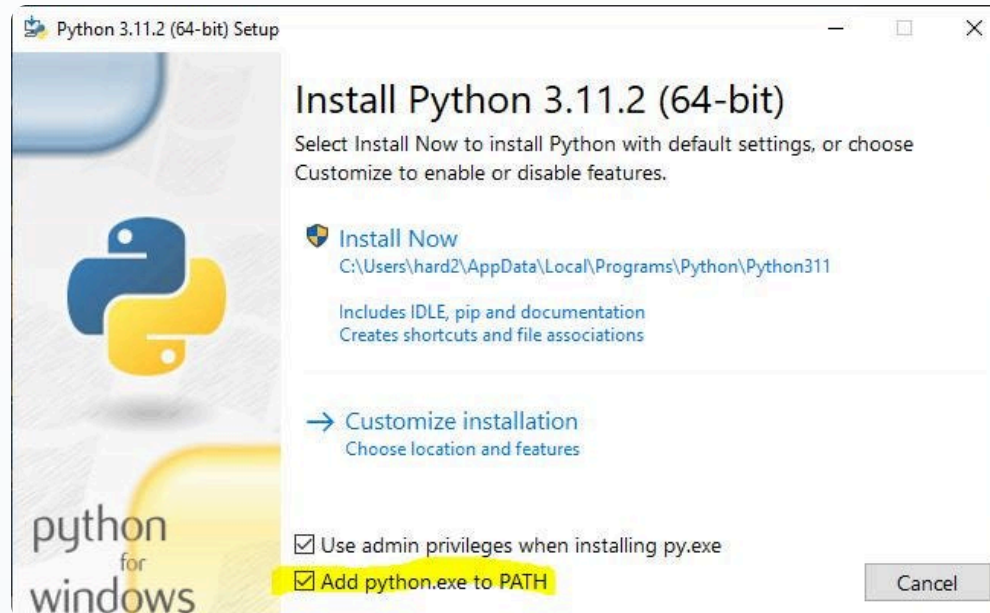 Python 3.11.2 (64-bit) Setup
Install Python 3.11.2 (64-bit)
Select Install Now to install Python with default settings, or choose
Customize to enable or disable features.
Install Now
C:\Users\hard2\AppData\Local\Programs\Python\Python311
Includes IDLE, pip and documentation
Creates shortcuts and file associations
Customize installation
Choose location and features
python
for
windows
Use admin privileges when installing py.exe
Add python.exe to PATH
Cancel